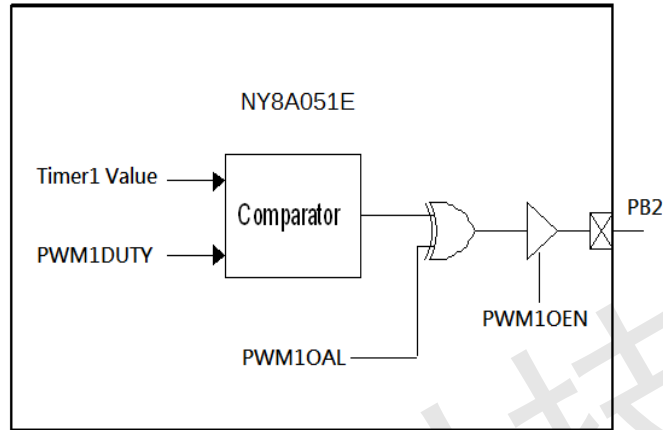 NY8A051E
Timer1 Value
Comparator
PB2
PWM1DUTY
PWM1OEN
PWM1OAL